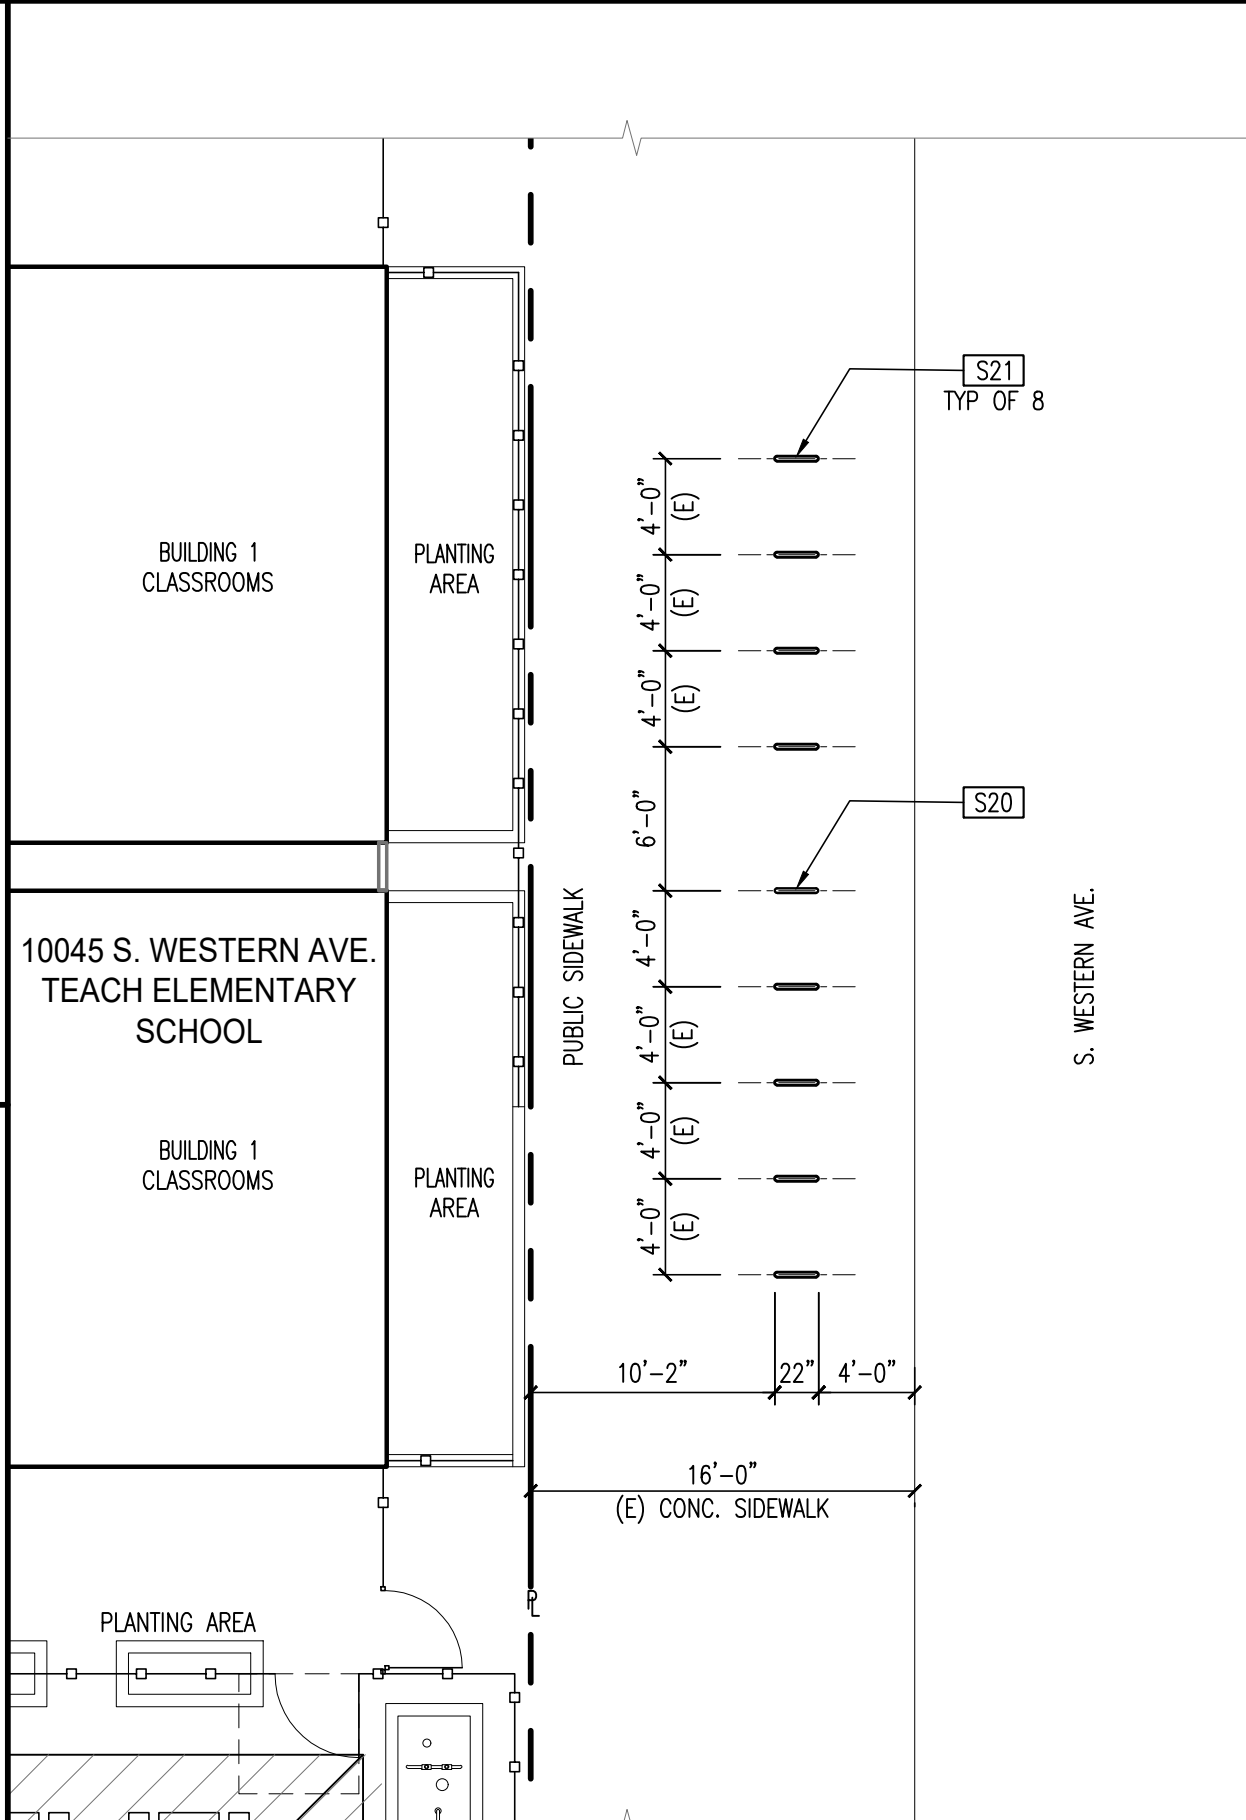 S21
TYP OF 8
4'-0"
(E)
4'-0"
(E)
4'-0"
(E)
6'-0"
S20
4'-0"
4'-0"
(E)
4'-0"
(E)
4'-0"
(E)
BUILDING 1
CLASSROOMS
PLANTING
AREA
10045 S. WESTERN AVE.
TEACH ELEMENTARY
SCHOOL
PUBLIC SIDEWALK
S. WESTERN AVE.
BUILDING 1
CLASSROOMS
PLANTING
AREA
10'-2"
22"
4'-0"
16'-0"
(E) CONC. SIDEWALK
PL
PLANTING AREA